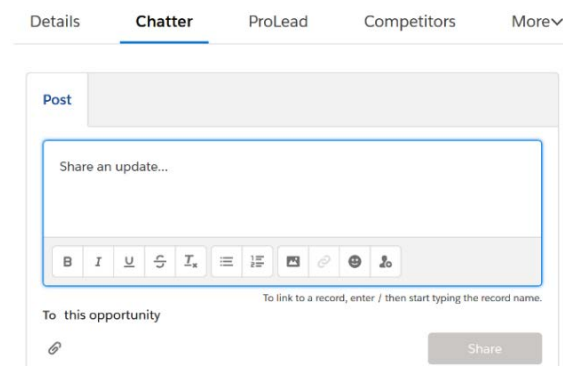 Details Chatter ProLead Competitors More
Post
Share an update...
B I U S Tx
To link to a record, enter / then start typing the record name.
To this opportunity
Share